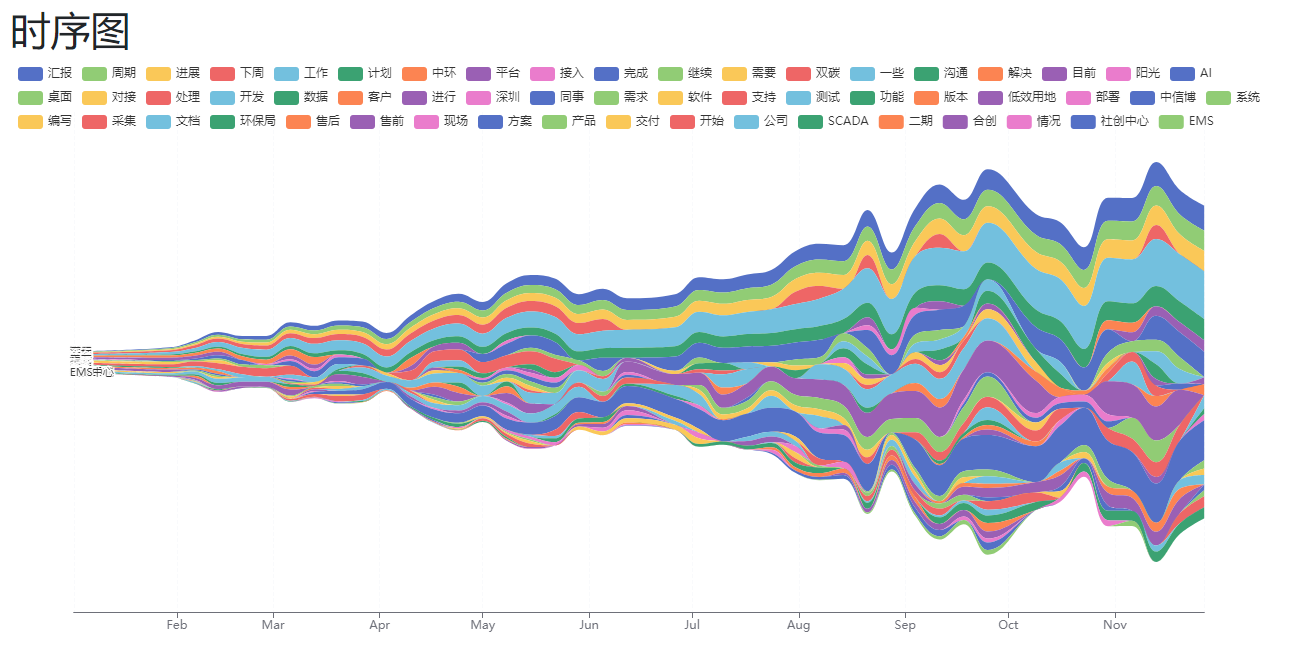 时序图
汇报 周期 进展 下周 工作 计划 中环 平台 接入 完成 继续 需要 双碳 一些 沟通 解决 目前 阳光 AI
桌面 对接 处理 开发 数据 客户 进行 深圳 同事 需求 软件 支持 测试 功能 版本 低效用地 部署 中信博 系统
编写 采集 文档 环保局 售后 售前 现场 方案 产品 交付 开始 公司 SCADA 二期 合创 情况 社创中心 EMS
Feb Mar Apr May Jun Jul Aug Sep Oct Nov